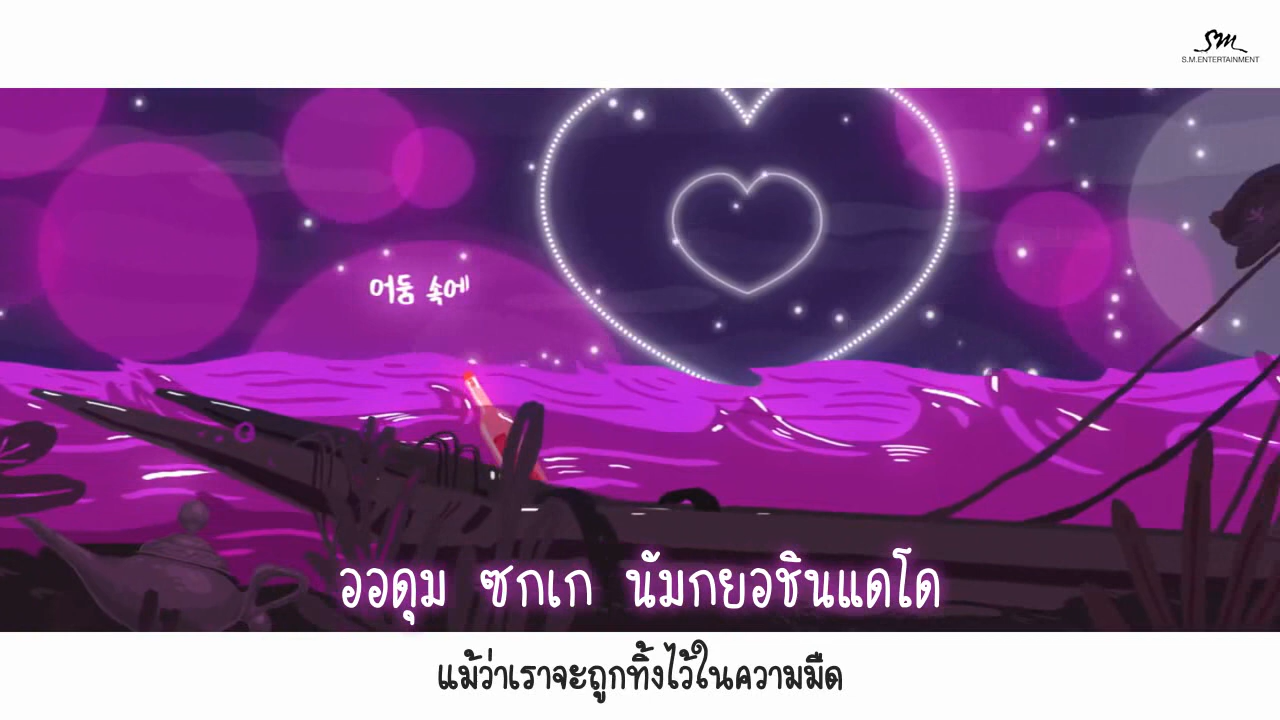 SM
S.M.ENTERTAINMENT
어둠 속에
ออดุม ซกเก นัมกยอชินแดโด
แม้ว่าเราจะถูกทิ้งไว้ในความมืด